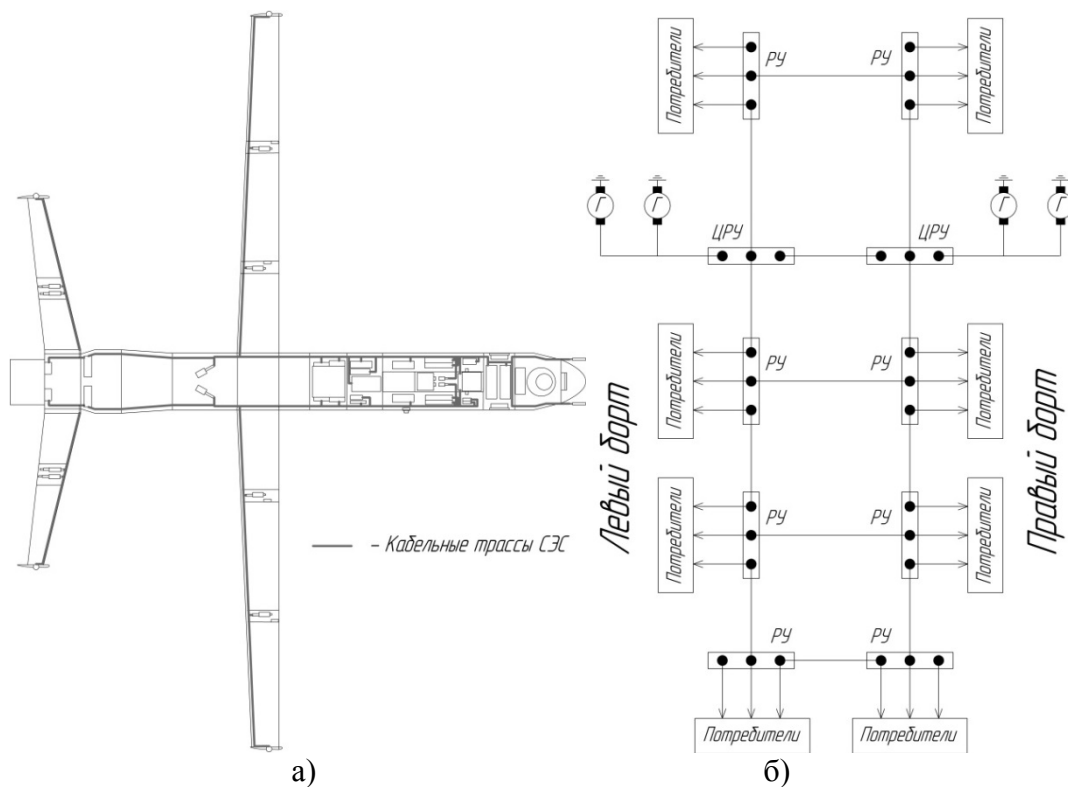 Потребители
РУ
РУ
Потребители
Г
Г
Г
Г
ЦРУ
ЦРУ
Потребители
РУ
РУ
Потребители
Левый борт
Правый борт
Потребители
РУ
РУ
Потребители
– Кабельные трассы СЭС
РУ
РУ
Потребители
Потребители
а)
б)